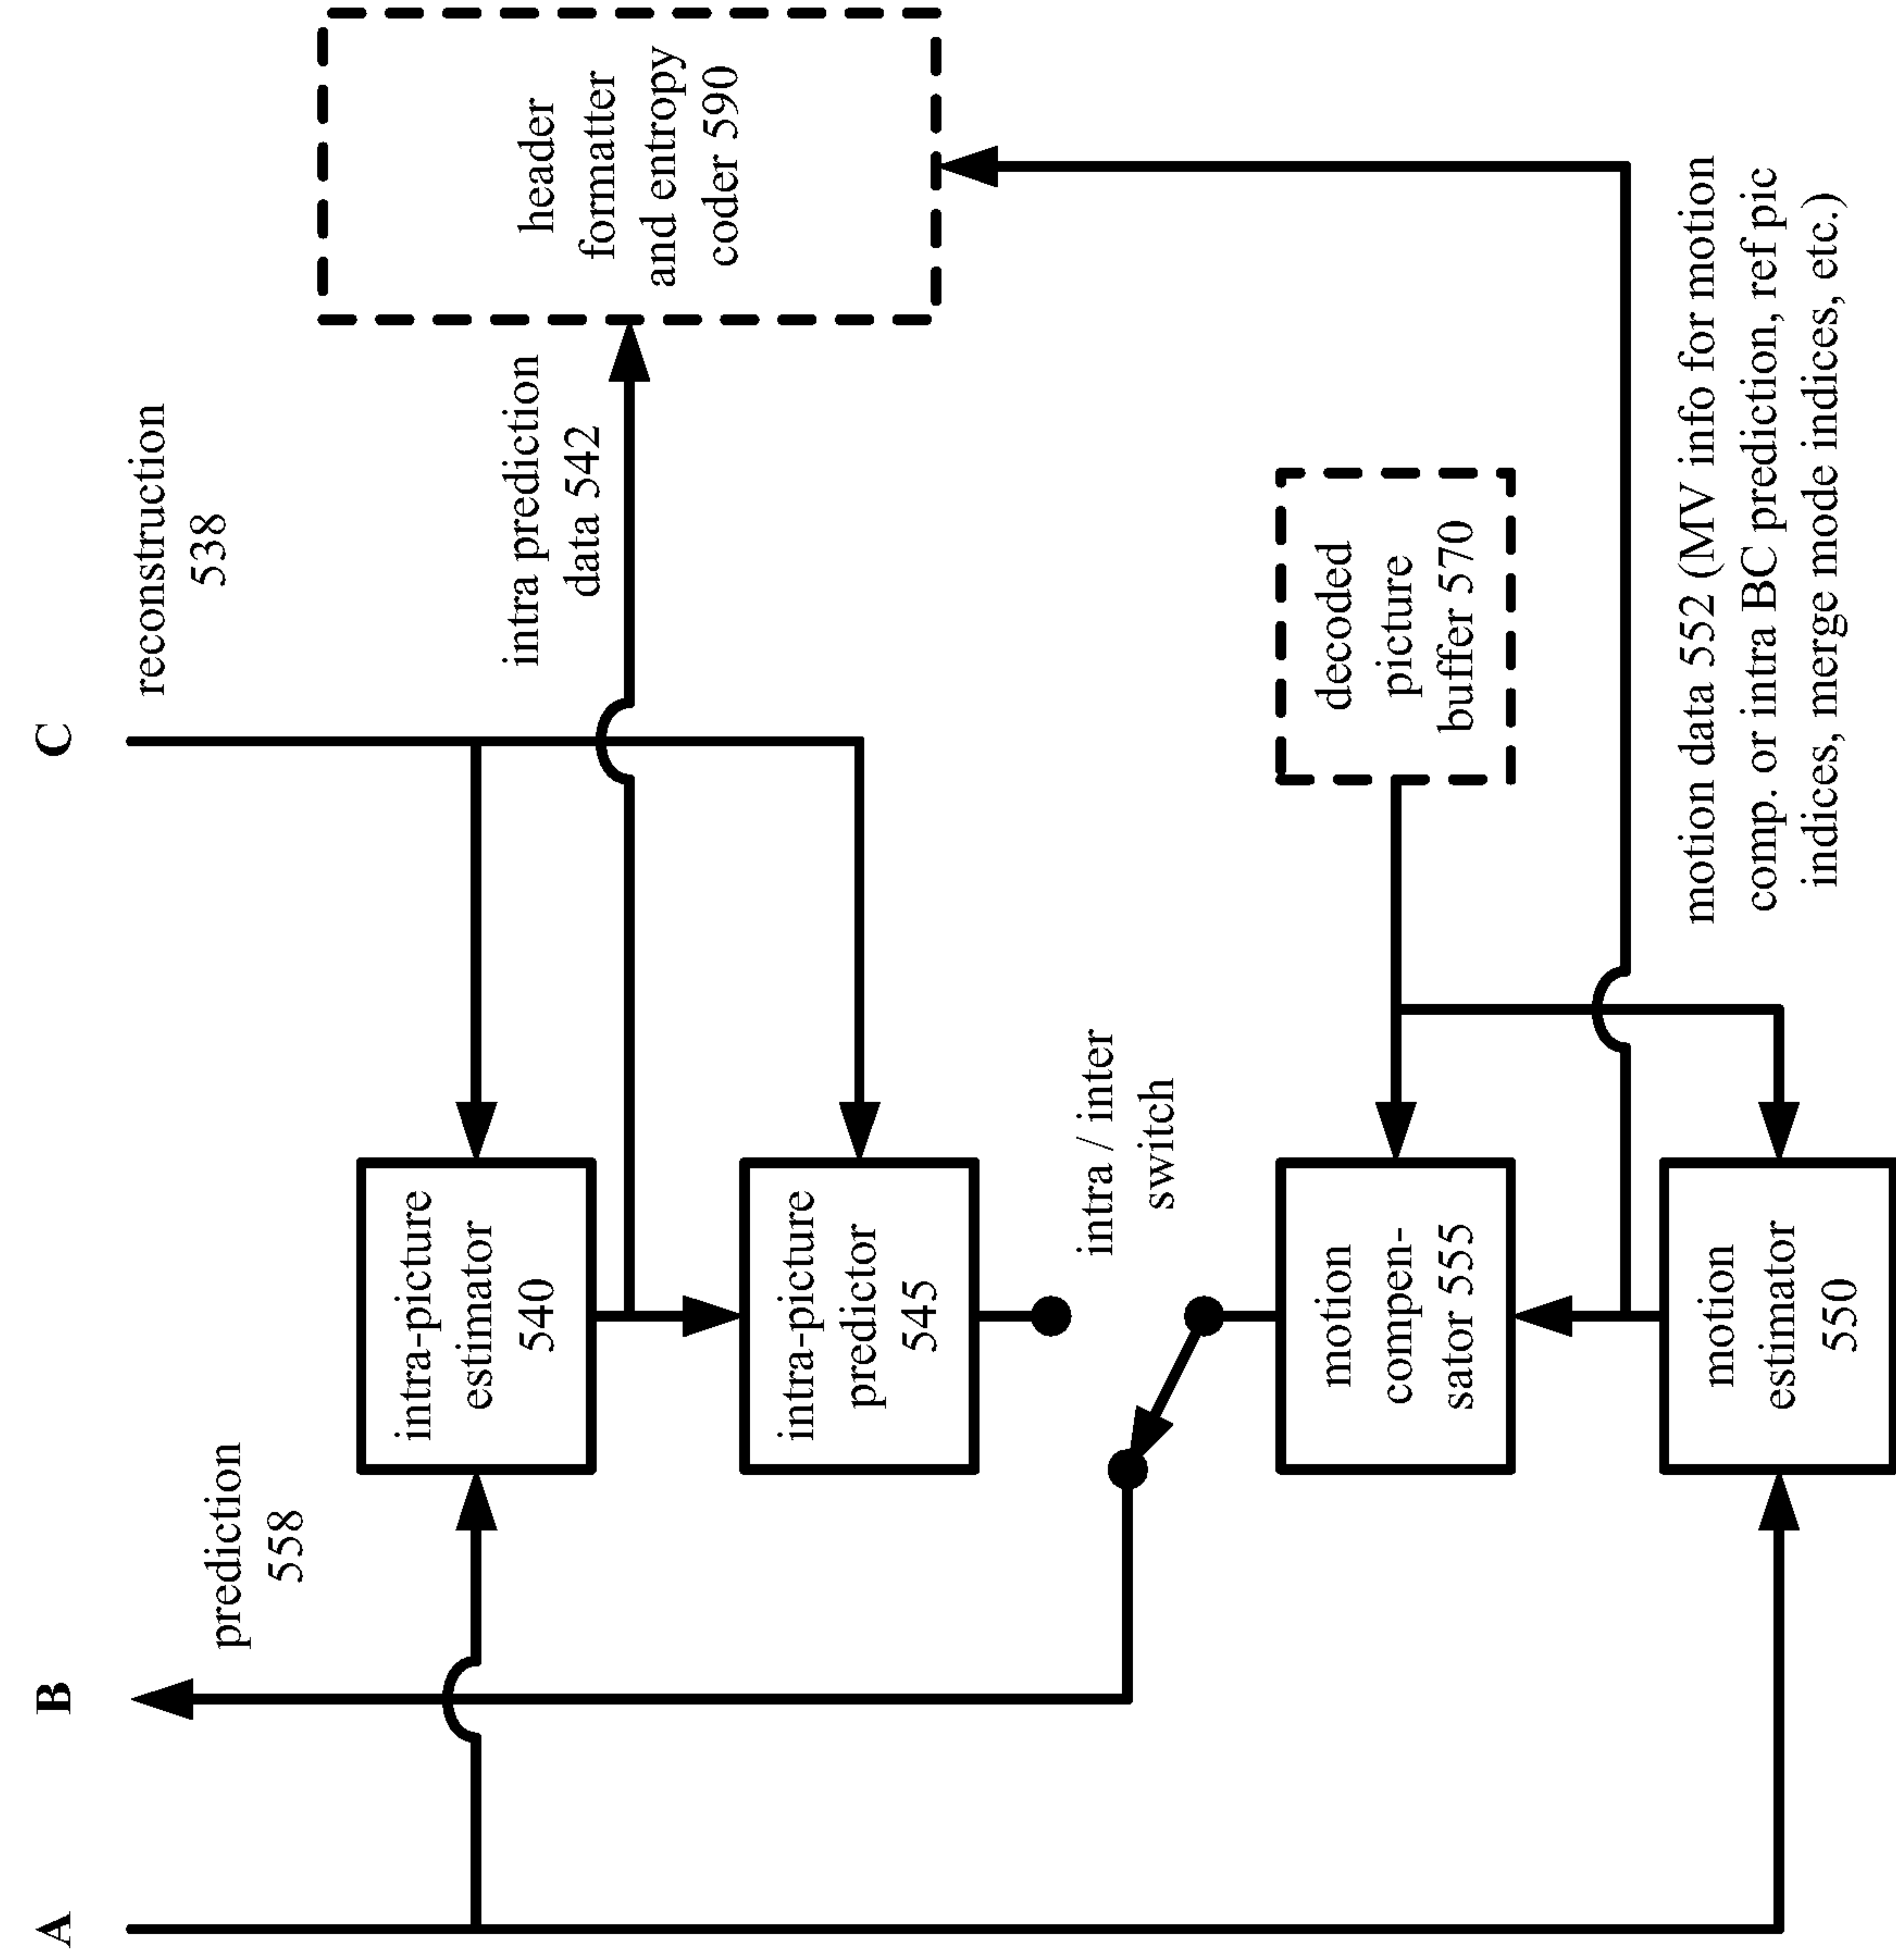 A
B
C
prediction
558
reconstruction
538
intra-picture
estimator
540
intra prediction
data 542
header
formatter
and entropy
coder 590
intra-picture
predictor
545
intra / inter
switch
motion
compen-
sator 555
decoded
picture
buffer 570
motion
estimator
550
motion data 552 (MV info for motion
comp. or intra BC prediction, ref pic
indices, merge mode indices, etc.)